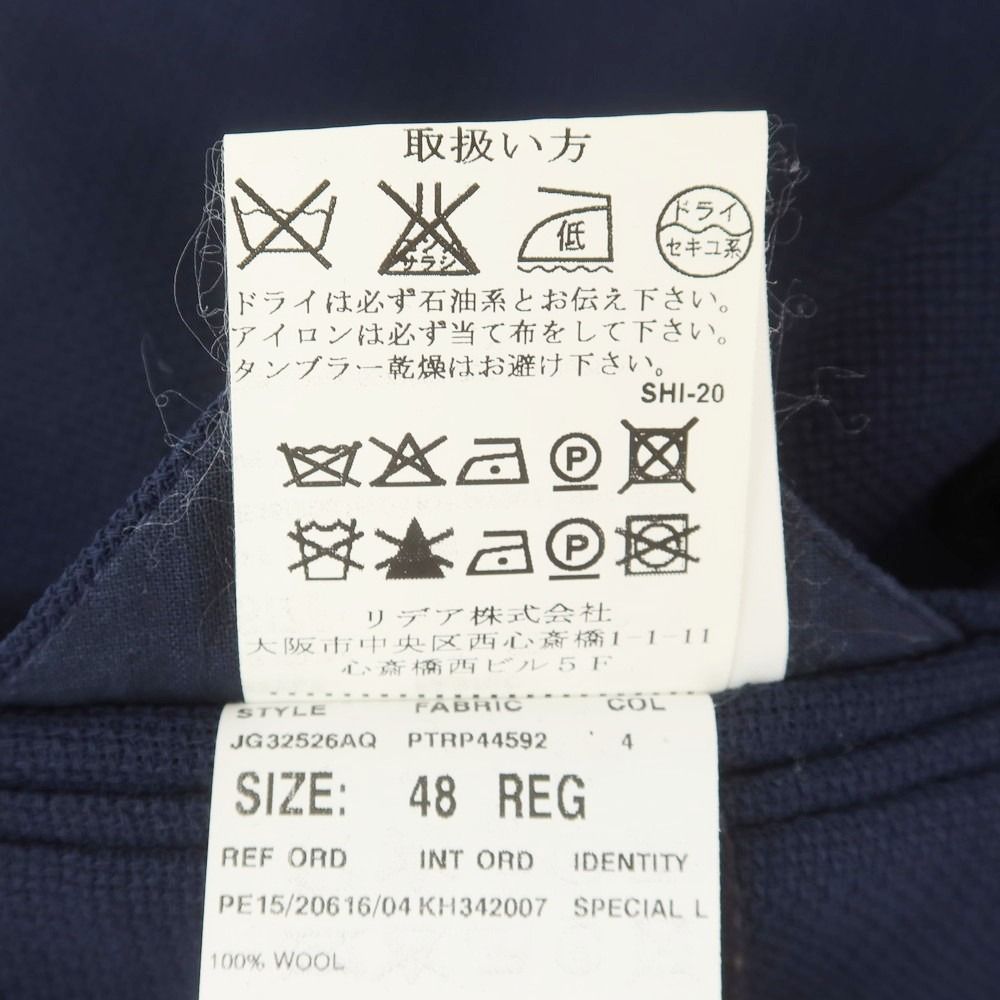 取扱い方
エンソ サラシ
低
ドライ
セキユ系
ドライは必ず石油系とお伝え下さい。
アイロンは必ず当て布をして下さい。
タンブラー乾燥はお避け下さい。
SHI-20
P
P
リデア株式会社
大阪市中央区西心斎橋1-1-11
心斎橋西ビル5F
STYLE FABRIC COL
JG32526AQ PTRP44592 4
SIZE: 48 REG
REF ORD INT ORD IDENTITY
PE15/20616/04 KH342007 SPECIAL L
100% WOOL